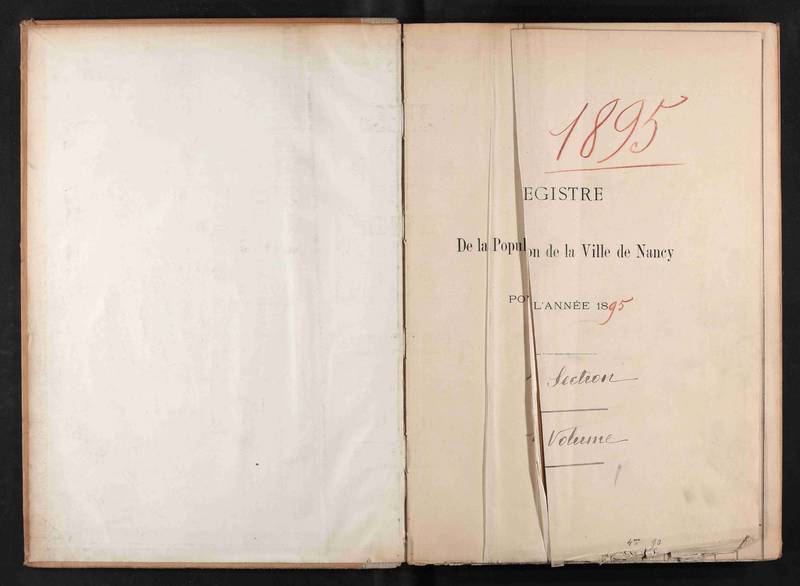 1895
EGISTRE
De la Popul on de la Ville de Nancy
PO L'ANNÉE 1895
Section
Volume